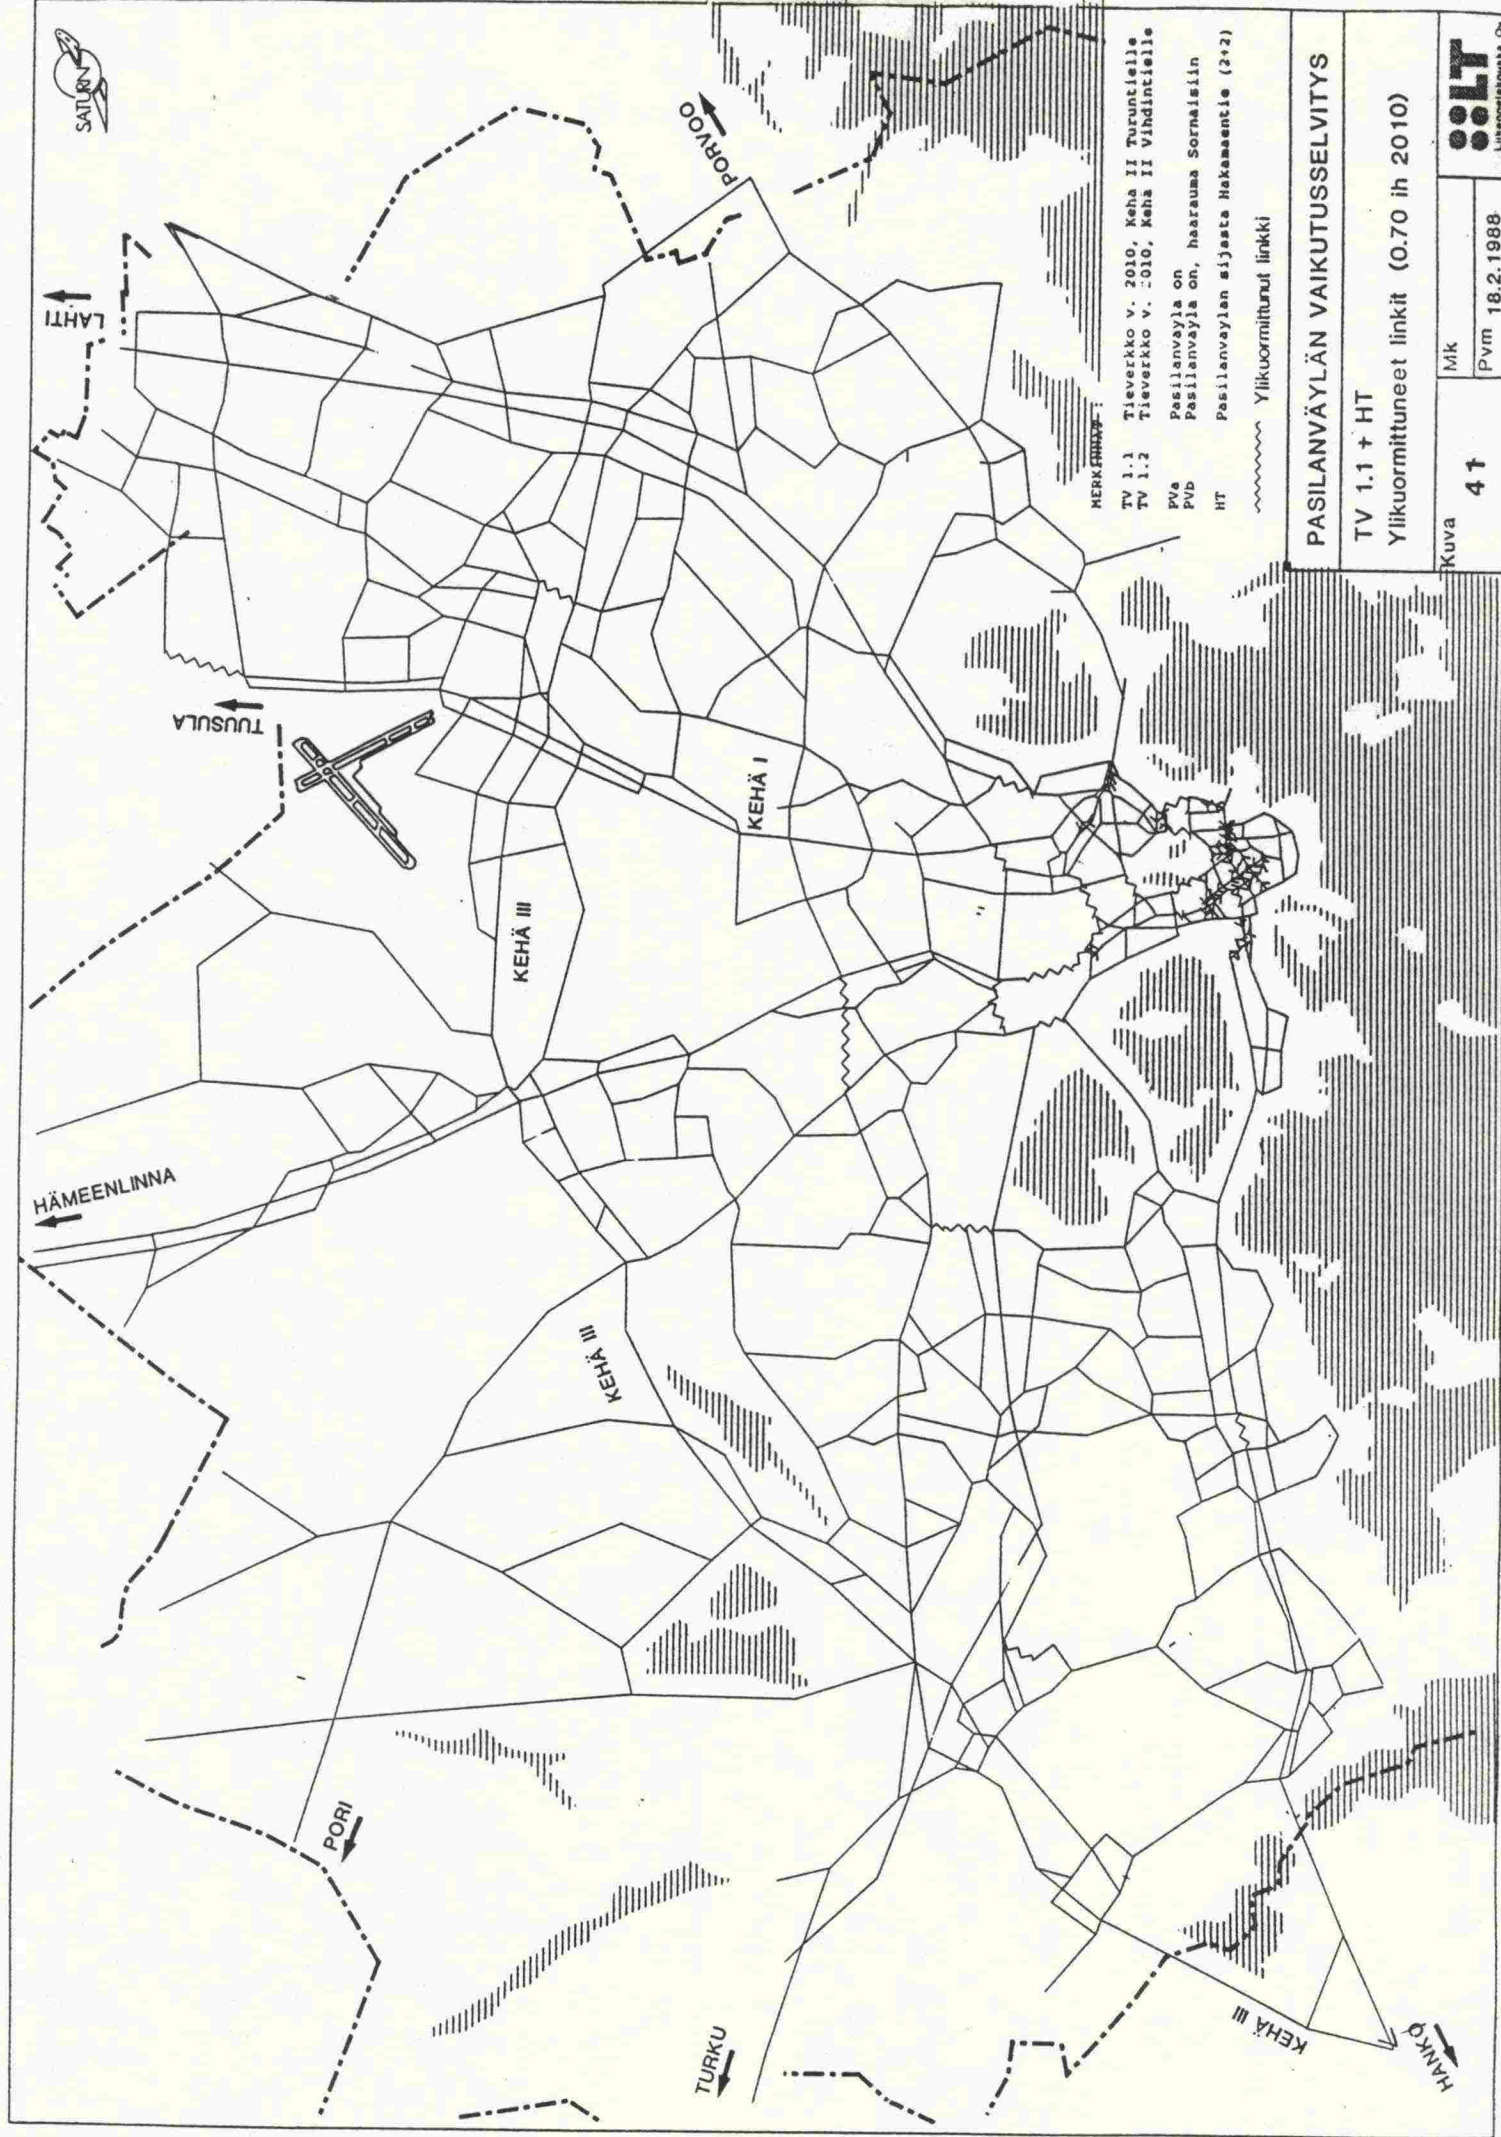 SATURN
LAHTI
TUUSULA
PORVOO
HÄMEENLINNA
KEHÄ III
KEHÄ I
KEHÄ III
PORI
TURKU
KEHÄ III
HANKO
MERKINNÄT:
TV 1.1 Tieverkko v. 2010, Kehä II Turuntielle
TV 1.2 Tieverkko v. 2010, Kehä II Vihdintielle
PVa Pasilanväylä on
PVb Pasilanväylä on, haarauma Sörnäisiin
HT Pasilanväylän sijasta Hakamaentie (2+2)
Ylikuormittunut linkki
PASILANVÄYLÄN VAIKUTUSSELVITYS
TV 1.1 + HT
Ylikuormittuneet linkit (0.70 ih 2010)
Kuva
41
Mk
Pvm 18.2.1988
LT